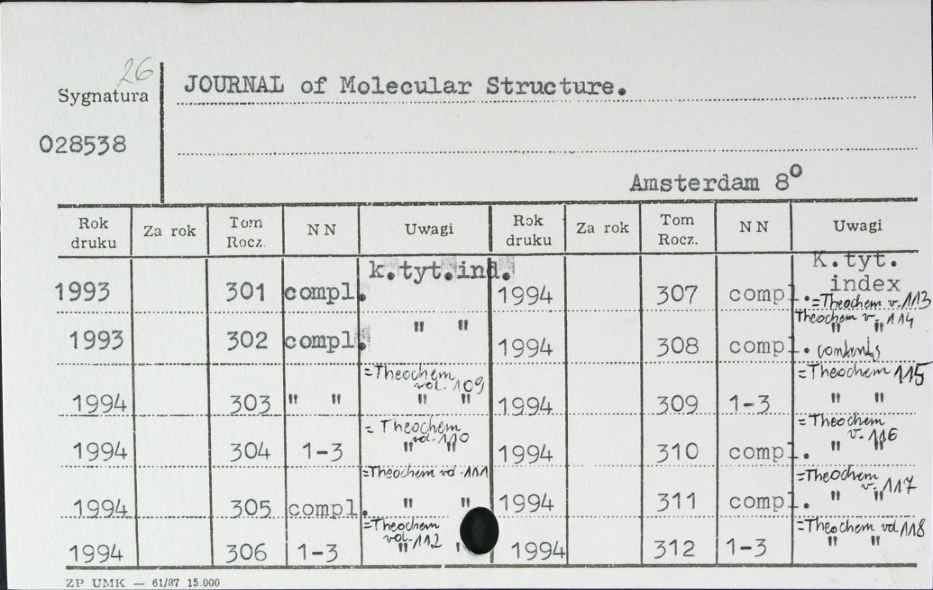 26
Sygnatura
028538
JOURNAL of Molecular Structure.
Amsterdam 8°
Rok druku Za rok Tom Rocz. NN Uwagi Rok druku Za rok Tom Rocz. NN Uwagi
1993 301 compl. k.tyt.ind.
1993 302 compl. " "
1994 303 " " =Theochem vol. 109 " "
1994 304 1-3 = Theochem vol. 110 " "
1994 305 compl. =Theochem vol. 111 " "
1994 306 1-3 =Theochem vol. 112 " "
1994 307 compl. K.tyt. index =Theochem v. 113
1994 308 compl. Theochem v. 114 " " contents
1994 309 1-3 =Theochem 115 " "
1994 310 compl. =Theochem v. 116 " "
1994 311 compl. =Theochem v. 117 " "
1994 312 1-3 =Theochem vol 118 " "
ZP UMK — 61/87 15.000